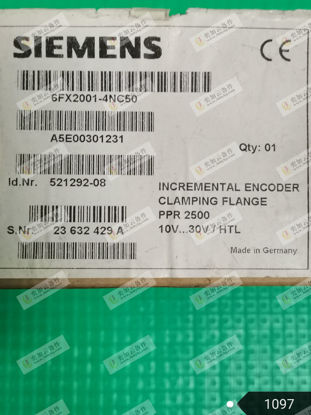 SIEMENS
CE
6FX2001-4NC50
A5E00301231
Qty: 01
Id.Nr. 521292-08
INCREMENTAL ENCODER
CLAMPING FLANGE
PPR 2500
S.Nr 23 632 429 A
10V...30V / HTL
Made in Germany
1097